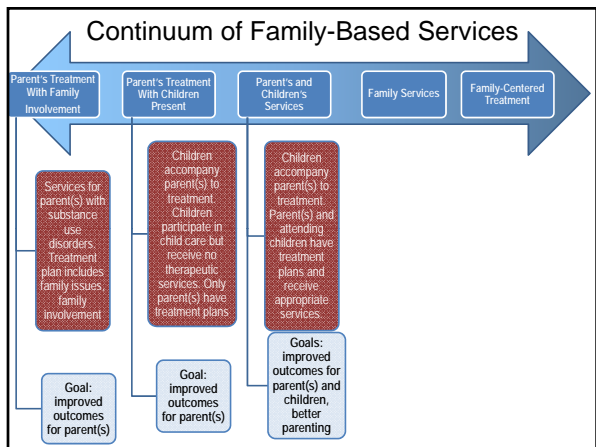 Continuum of Family-Based Services
Parent's Treatment
With Family
Involvement
Parent's Treatment
With Children
Present
Parent's and
Children's
Services
Family Services
Family-Centered
Treatment
Services for
parent(s) with
substance
use
disorders.
Treatment
plan includes
family issues,
family
involvement
Goal:
improved
outcomes
for parent(s)
Children
accompany
parent(s) to
treatment.
Children
participate in
child care but
receive no
therapeutic
services. Only
parent(s) have
treatment plans
Goal:
improved
outcomes
for parent(s)
Children
accompany
parent(s) to
treatment.
Parent(s) and
attending
children have
treatment
plans and
receive
appropriate
services.
Goals:
improved
outcomes for
parent(s) and
children,
better
parenting